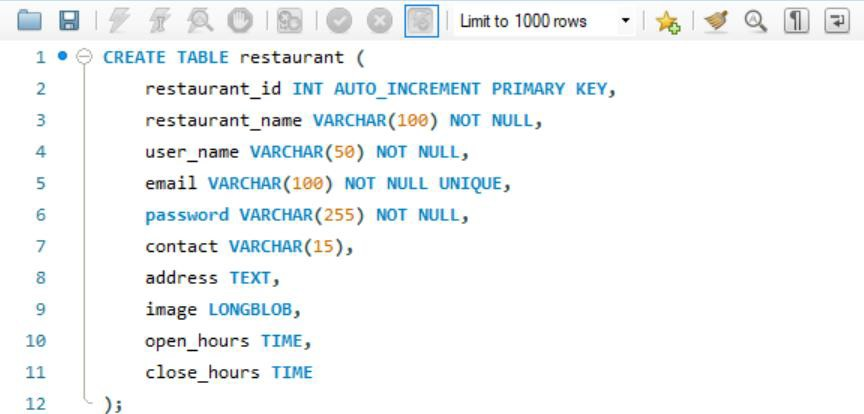 Limit to 1000 rows
1 CREATE TABLE restaurant (
2 restaurant_id INT AUTO_INCREMENT PRIMARY KEY,
3 restaurant_name VARCHAR(100) NOT NULL,
4 user_name VARCHAR(50) NOT NULL,
5 email VARCHAR(100) NOT NULL UNIQUE,
6 password VARCHAR(255) NOT NULL,
7 contact VARCHAR(15),
8 address TEXT,
9 image LONGBLOB,
10 open_hours TIME,
11 close_hours TIME
12 );